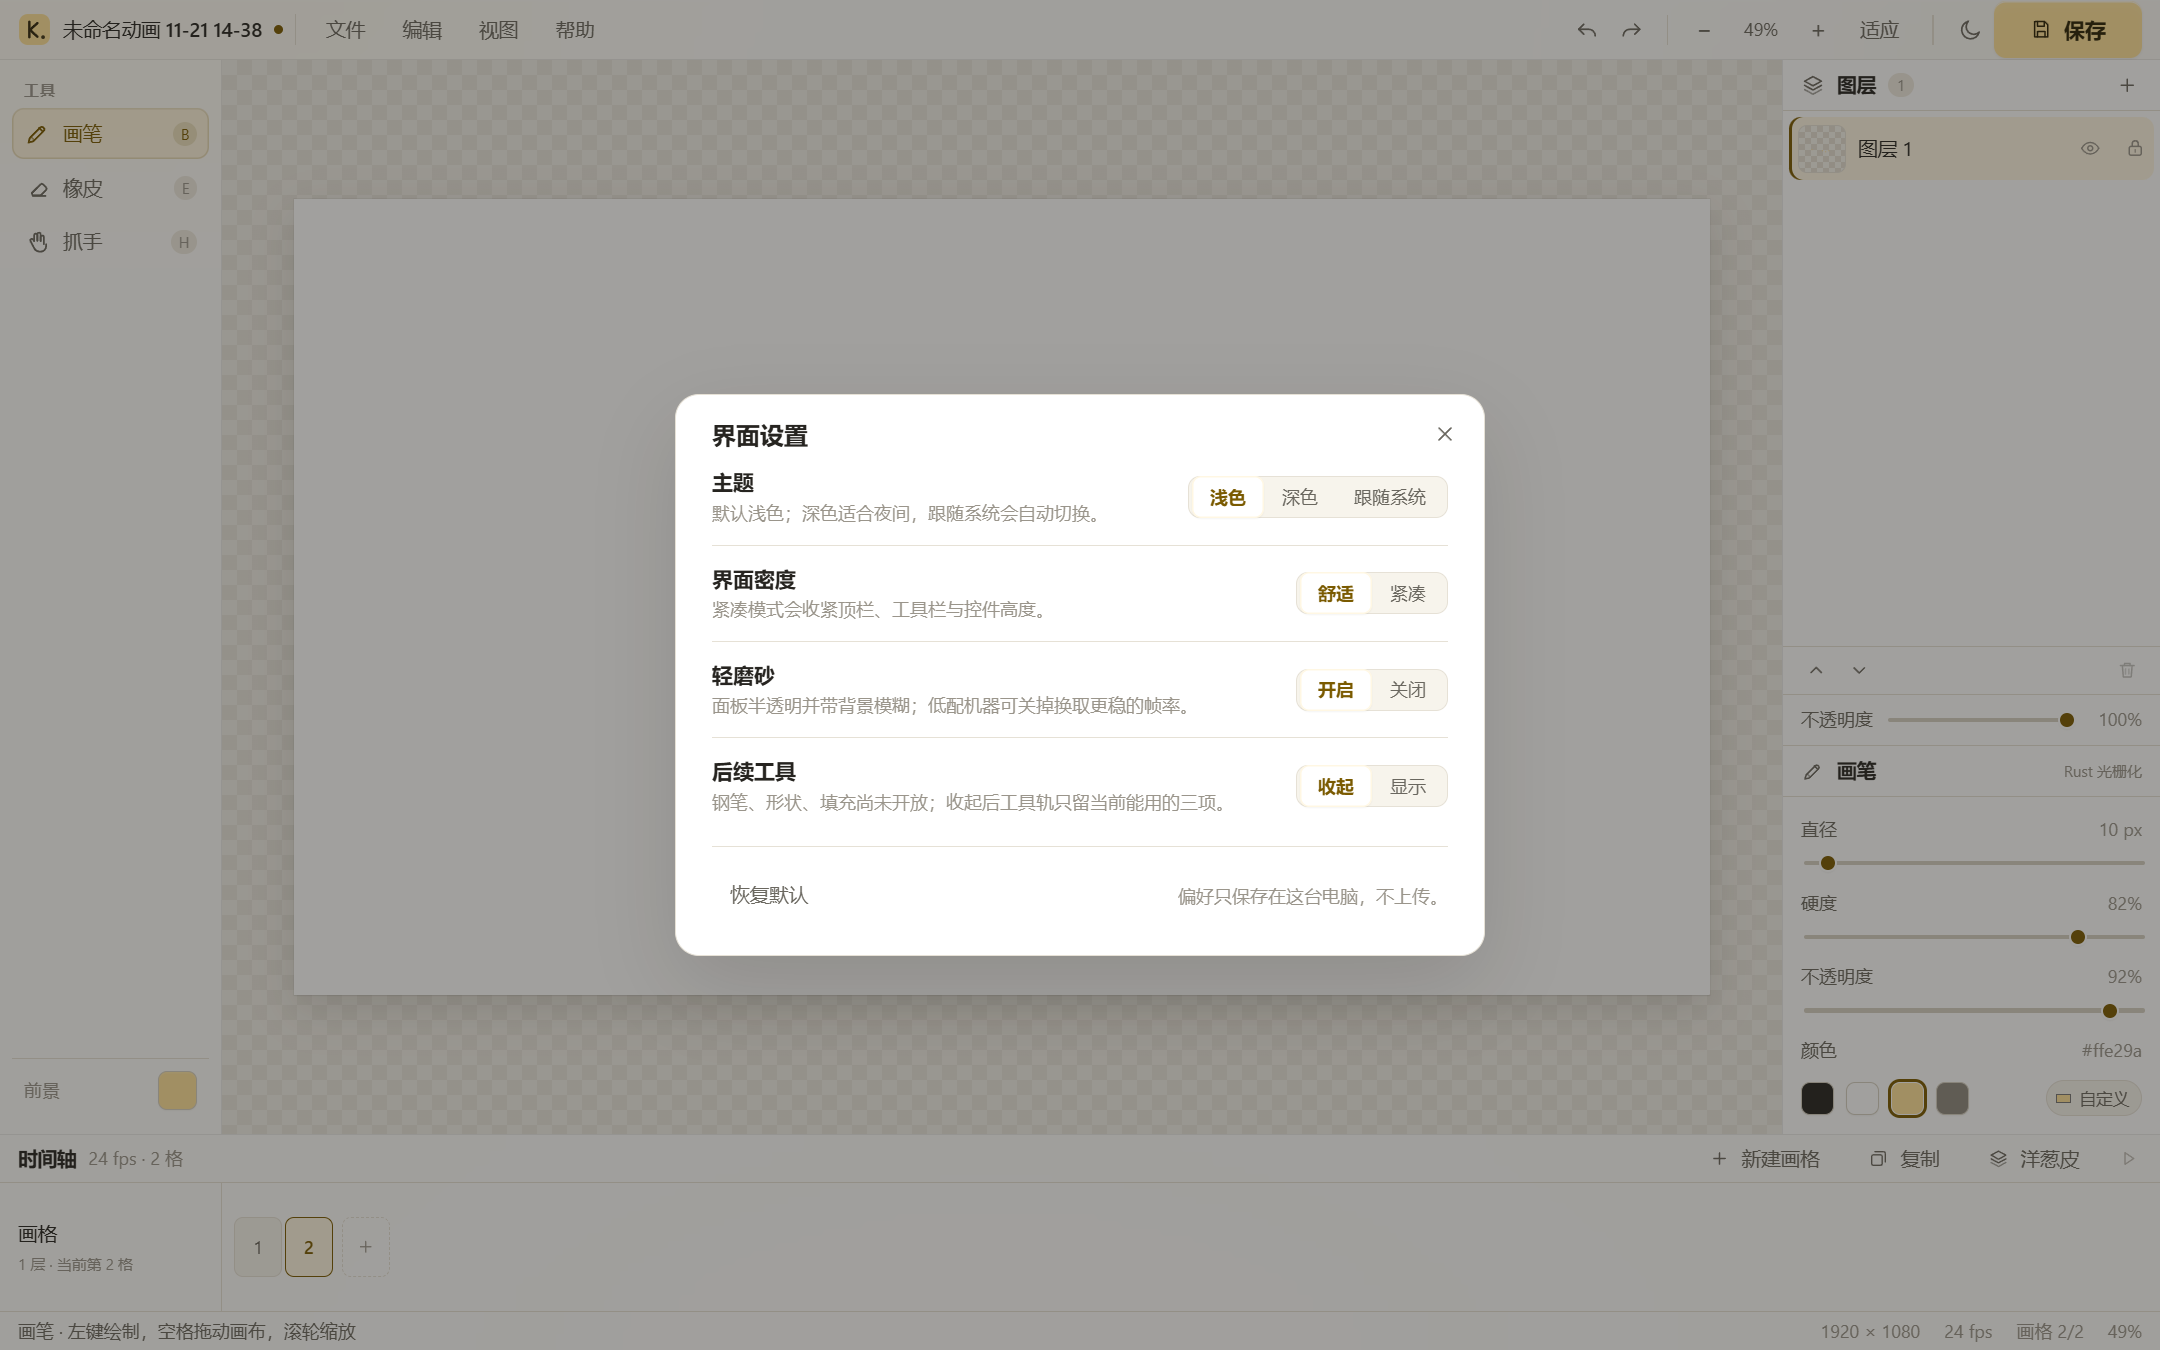 K. 未命名动画 11-21 14-38 文件 编辑 视图 帮助 49% 适应 保存
工具
画笔 B
橡皮 E
抓手 H
前景
图层 1
图层 1
不透明度 100%
画笔 Rust 光栅化
直径 10 px
硬度 82%
不透明度 92%
颜色 #ffe29a
自定义
界面设置
主题
默认浅色；深色适合夜间，跟随系统会自动切换。
浅色 深色 跟随系统
界面密度
紧凑模式会收紧顶栏、工具栏与控件高度。
舒适 紧凑
轻磨砂
面板半透明并带背景模糊；低配机器可关掉换取更稳的帧率。
开启 关闭
后续工具
钢笔、形状、填充尚未开放；收起后工具轨只留当前能用的三项。
收起 显示
恢复默认 偏好只保存在这台电脑，不上传。
时间轴 24 fps · 2 格 新建画格 复制 洋葱皮
画格
1 层 · 当前第 2 格
1 2 +
画笔 · 左键绘制，空格拖动画布，滚轮缩放 1920 × 1080 24 fps 画格 2/2 49%